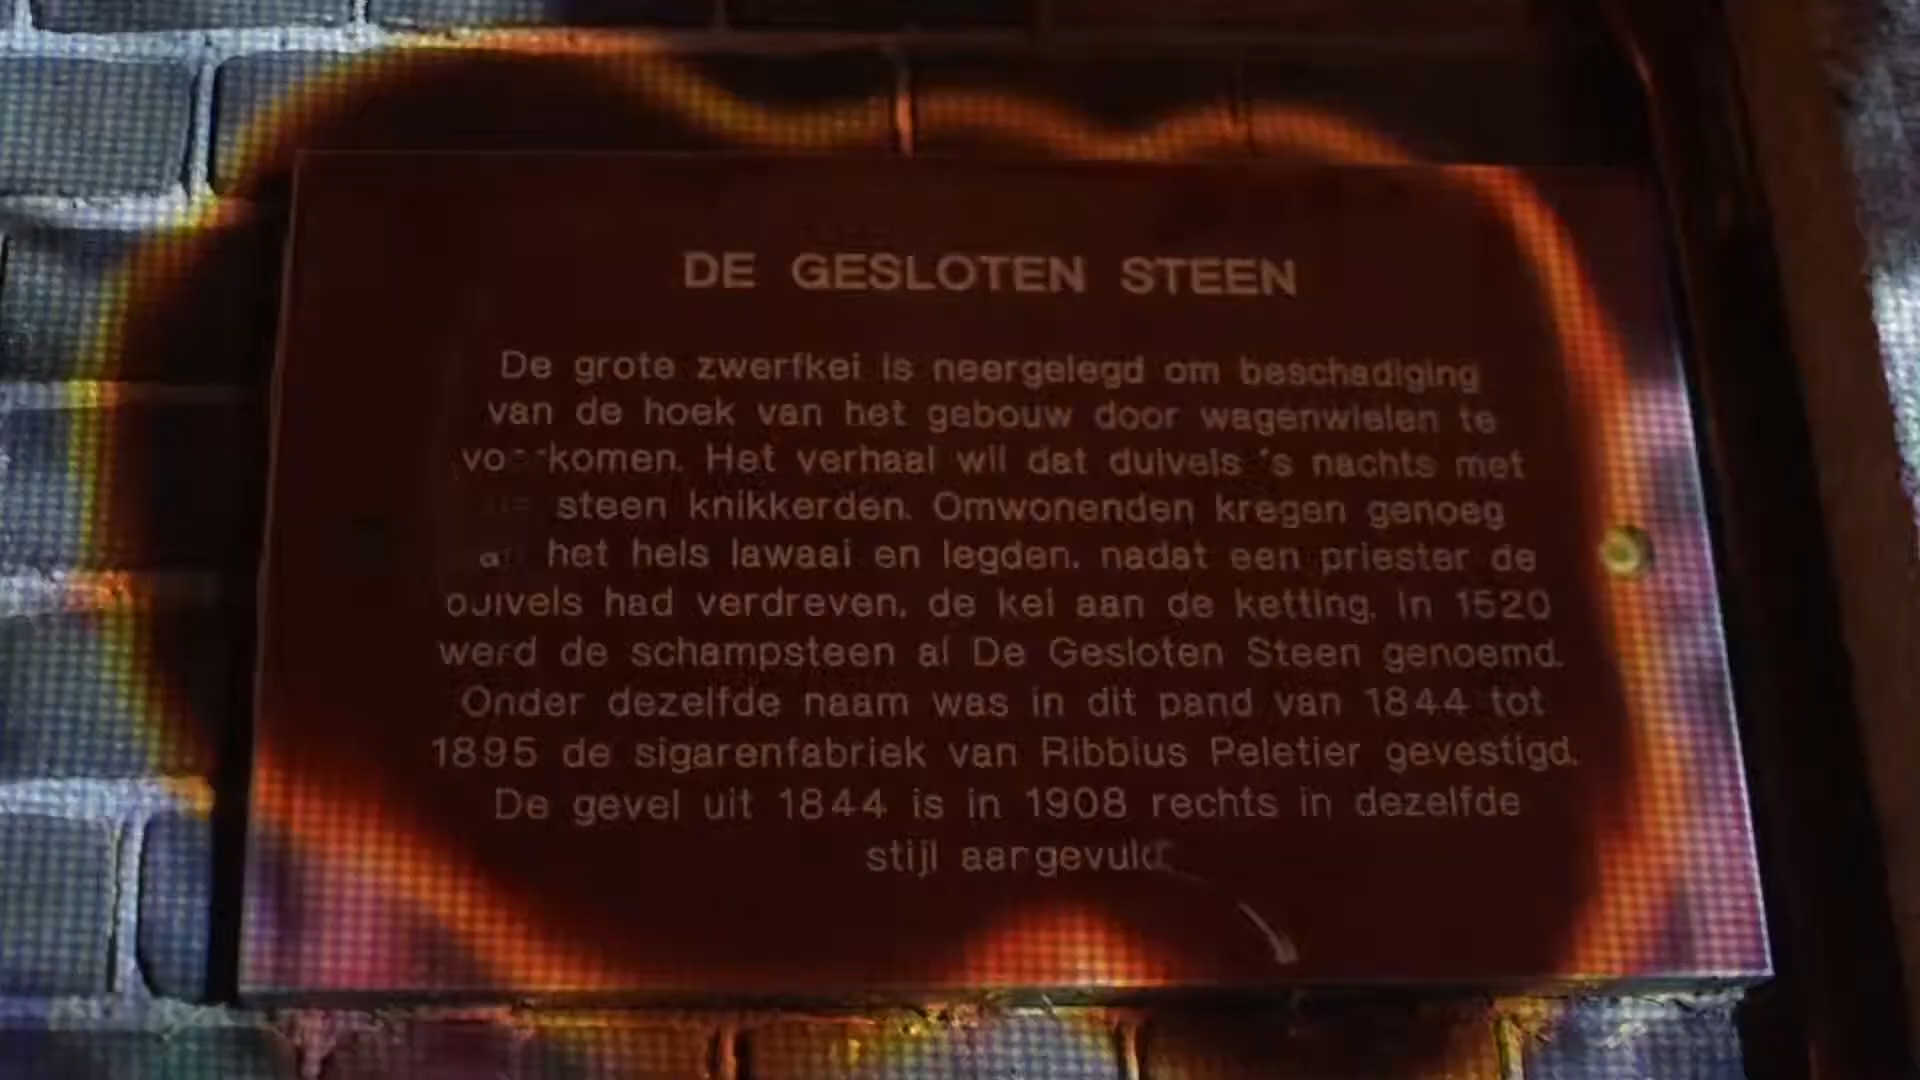 DE GESLOTEN STEEN
De grote zwerfkei is neergelegd om beschadiging
van de hoek van het gebouw door wagenwielen te
voorkomen. Het verhaal wil dat duivels 's nachts met
steen knikkerden. Omwonenden kregen genoeg
het hels lawaai en legden, nadat een priester de
duivels had verdreven, de kei aan de ketting. In 1520
werd de schampsteen al De Gesloten Steen genoemd.
Onder dezelfde naam was in dit pand van 1844 tot
1895 de sigarenfabriek van Ribbius Peletier gevestigd.
De gevel uit 1844 is in 1908 rechts in dezelfde
stijl aangevuld.